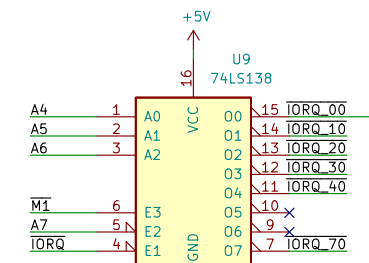 +5V
U9
74LS138
16
VCC
A4 1 A0 O0 15 IORQ_00
A5 2 A1 O1 14 IORQ_10
A6 3 A2 O2 13 IORQ_20
O3 12 IORQ_30
O4 11 IORQ_40
M1 6 E3 O5 10
A7 5 E2 O6 9
IORQ 4 E1 O7 7 IORQ_70
GND